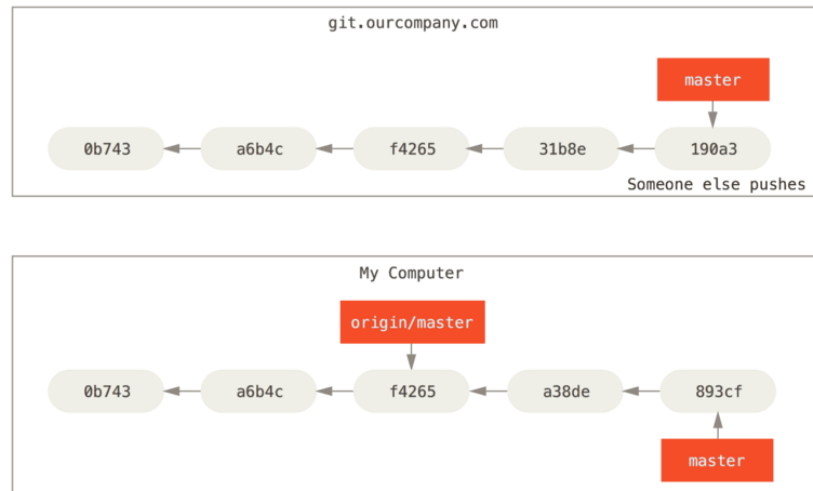 git.ourcompany.com
master
0b743 a6b4c f4265 31b8e 190a3
Someone else pushes
My Computer
origin/master
0b743 a6b4c f4265 a38de 893cf
master